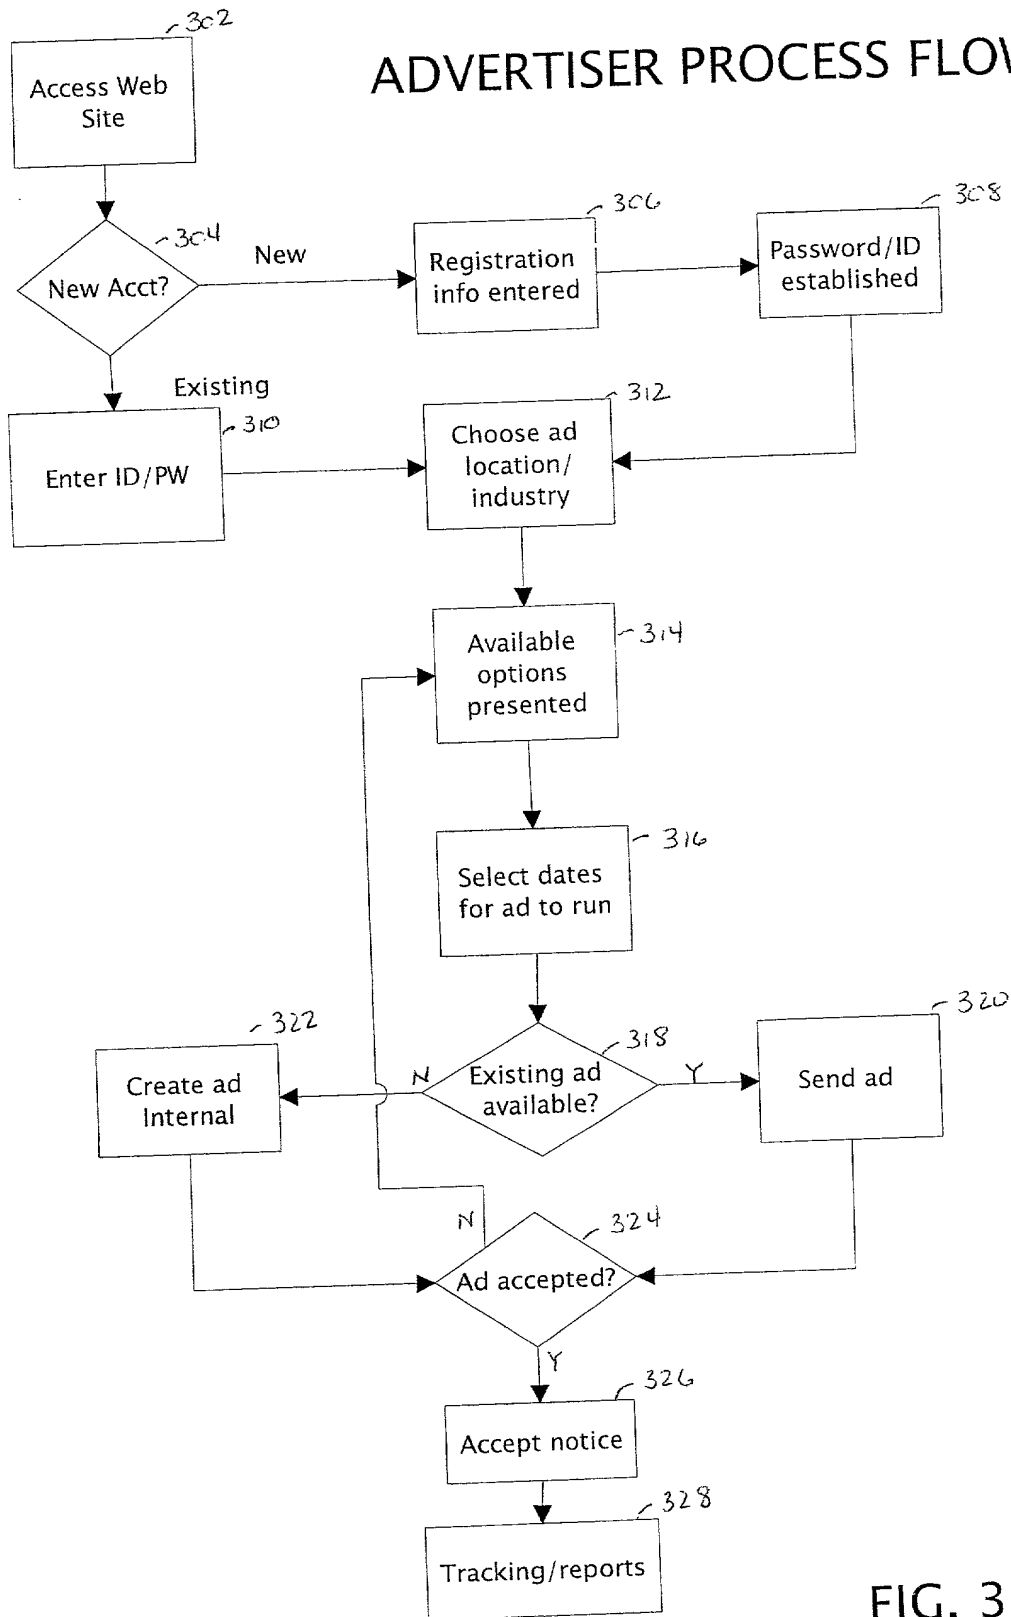 302
ADVERTISER PROCESS FLOW
Access Web
Site
304
New Acct?
New
306
Registration
info entered
308
Password/ID
established
Existing
310
Enter ID/PW
312
Choose ad
location/
industry
314
Available
options
presented
316
Select dates
for ad to run
318
Existing ad
available?
N
Y
320
Send ad
322
Create ad
Internal
N
324
Ad accepted?
Y
326
Accept notice
328
Tracking/reports
FIG. 3